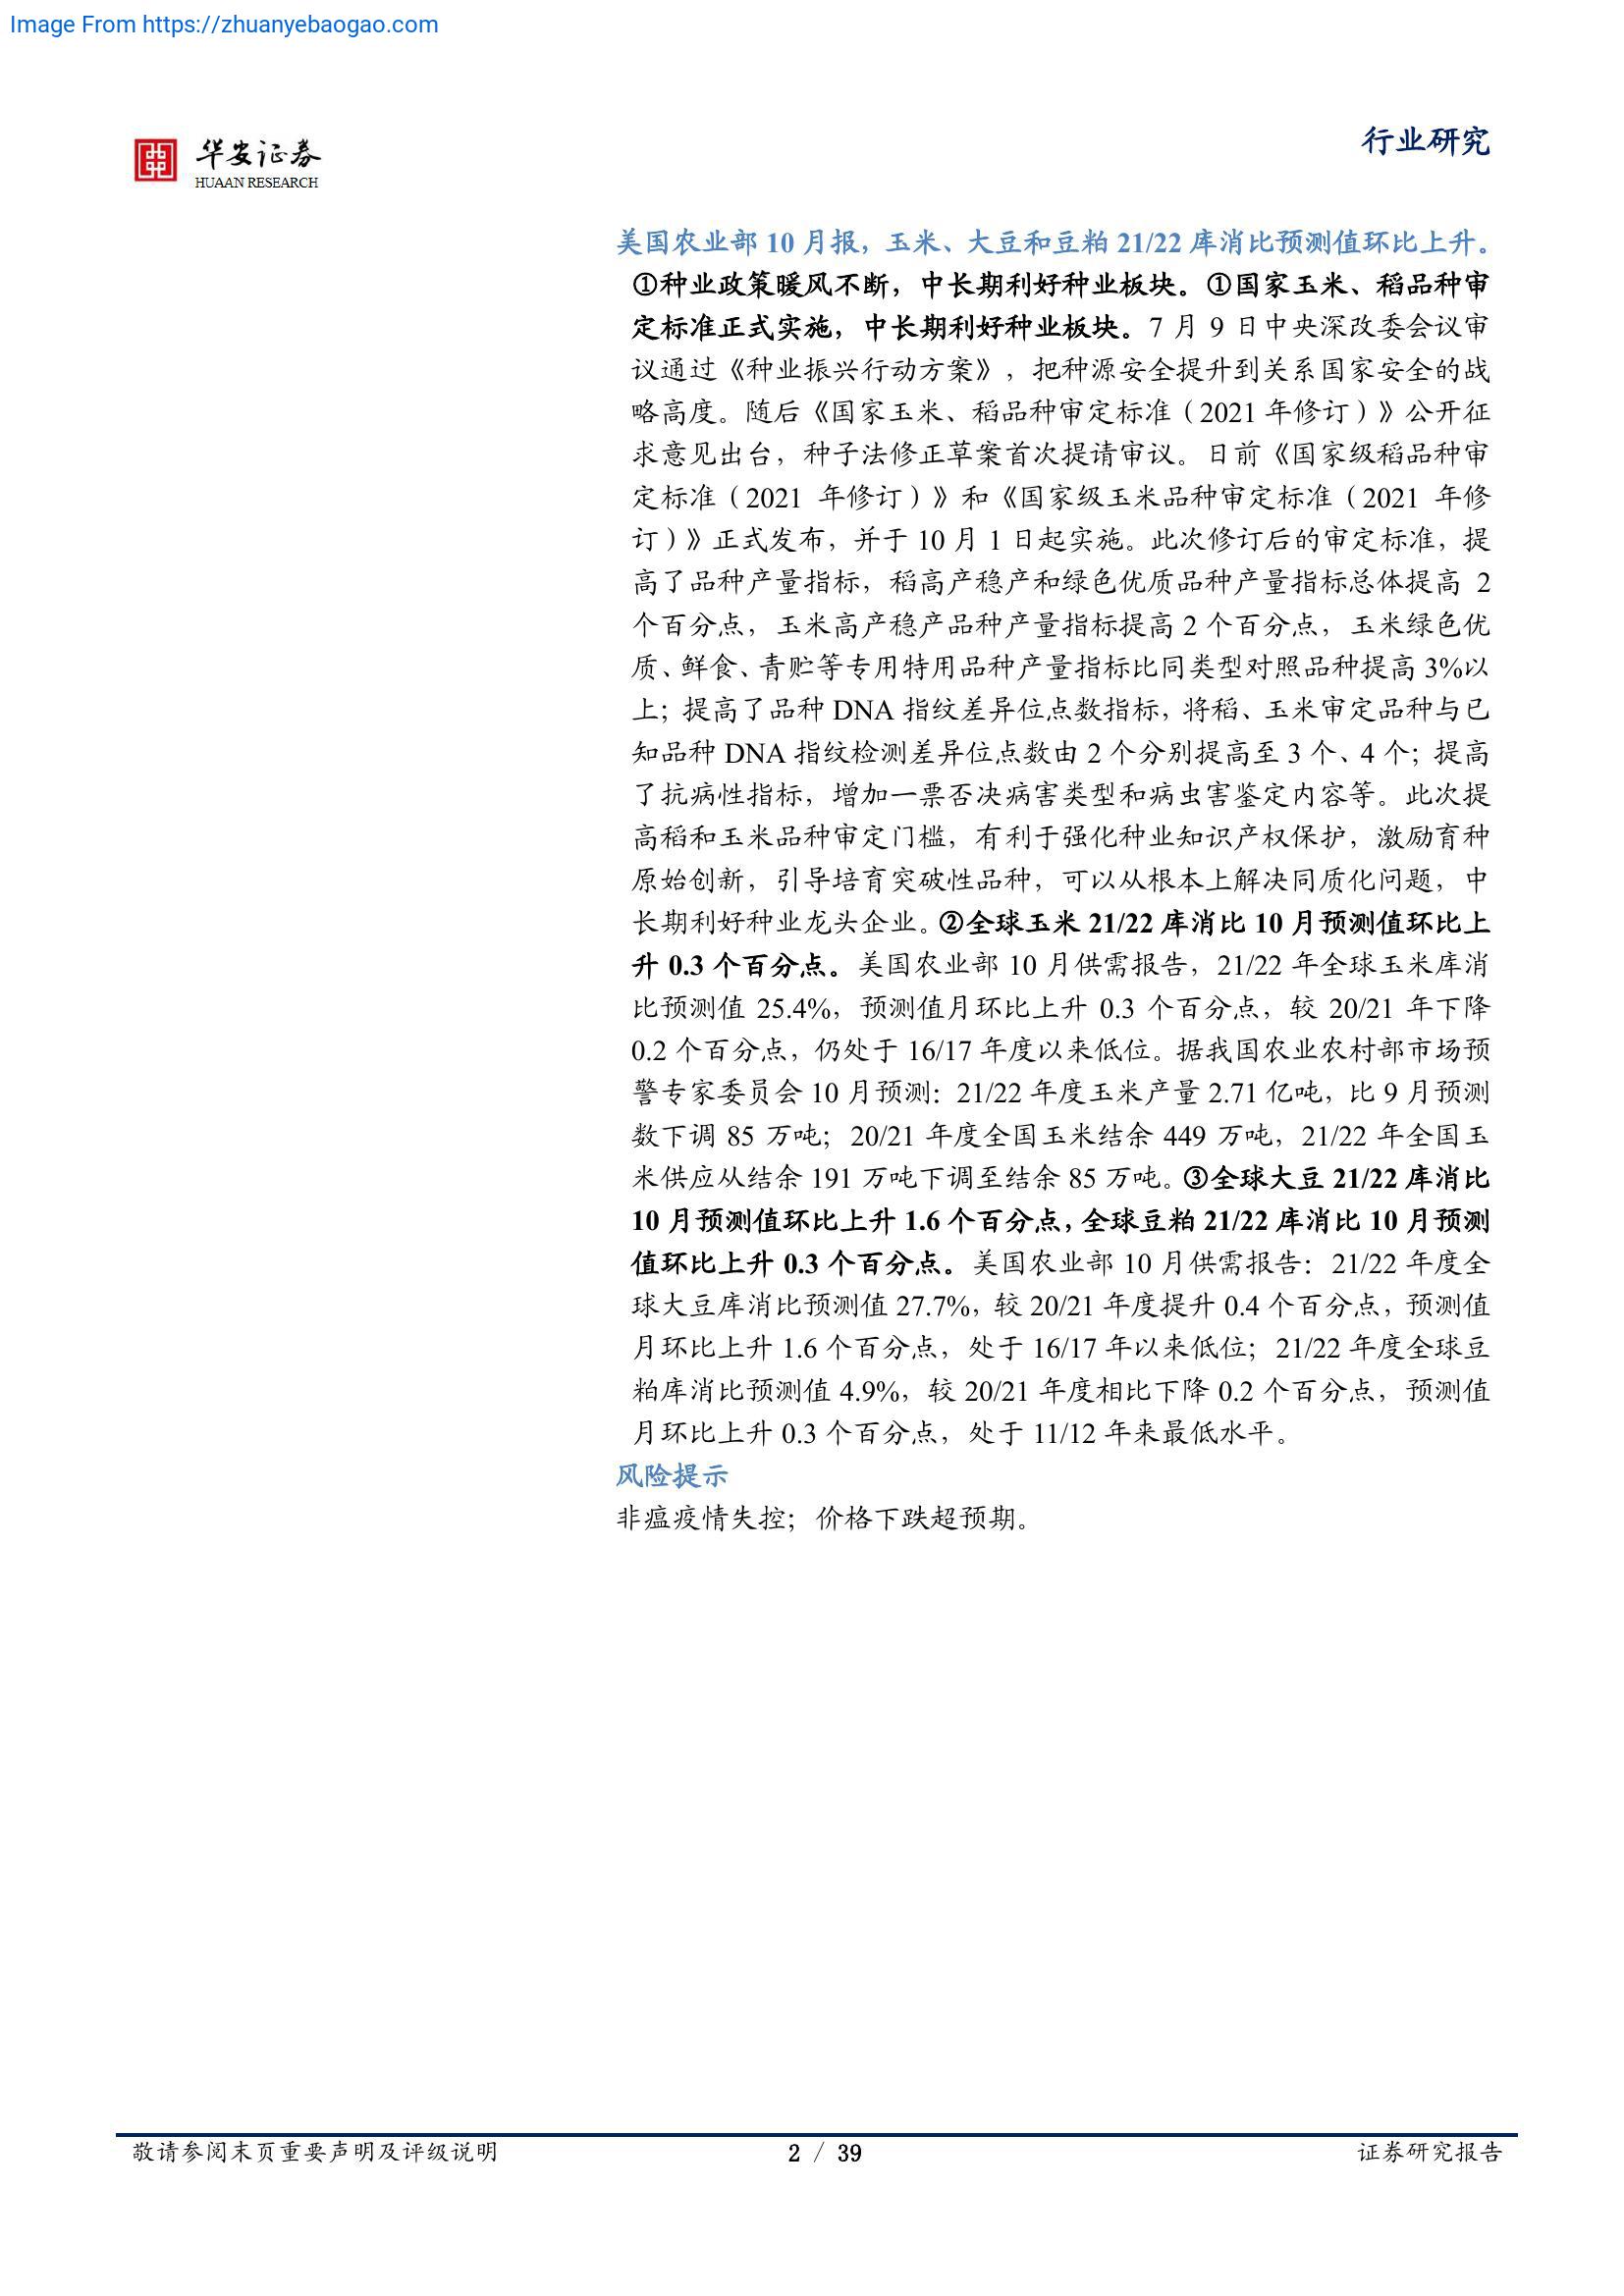 Image From https://zhuanyebaogao.com
华安证券
HUAAN RESEARCH
行业研究
美国农业部 10 月报，玉米、大豆和豆粕 21/22 库消比预测值环比上升。
①种业政策暖风不断，中长期利好种业板块。①国家玉米、稻品种审
定标准正式实施，中长期利好种业板块。7 月 9 日中央深改委会议审
议通过《种业振兴行动方案》，把种源安全提升到关系国家安全的战
略高度。随后《国家玉米、稻品种审定标准（2021 年修订）》公开征
求意见出台，种子法修正草案首次提请审议。日前《国家级稻品种审
定标准（2021 年修订）》和《国家级玉米品种审定标准（2021 年修
订）》正式发布，并于 10 月 1 日起实施。此次修订后的审定标准，提
高了品种产量指标，稻高产稳产和绿色优质品种产量指标总体提高 2
个百分点，玉米高产稳产品种产量指标提高 2 个百分点，玉米绿色优
质、鲜食、青贮等专用特用品种产量指标比同类型对照品种提高 3%以
上；提高了品种 DNA 指纹差异位点数指标，将稻、玉米审定品种与已
知品种 DNA 指纹检测差异位点数由 2 个分别提高至 3 个、4 个；提高
了抗病性指标，增加一票否决病害类型和病虫害鉴定内容等。此次提
高稻和玉米品种审定门槛，有利于强化种业知识产权保护，激励育种
原始创新，引导培育突破性品种，可以从根本上解决同质化问题，中
长期利好种业龙头企业。②全球玉米 21/22 库消比 10 月预测值环比上
升 0.3 个百分点。美国农业部 10 月供需报告，21/22 年全球玉米库消
比预测值 25.4%，预测值月环比上升 0.3 个百分点，较 20/21 年下降
0.2 个百分点，仍处于 16/17 年度以来低位。据我国农业农村部市场预
警专家委员会 10 月预测：21/22 年度玉米产量 2.71 亿吨，比 9 月预测
数下调 85 万吨；20/21 年度全国玉米结余 449 万吨，21/22 年全国玉
米供应从结余 191 万吨下调至结余 85 万吨。③全球大豆 21/22 库消比
10 月预测值环比上升 1.6 个百分点，全球豆粕 21/22 库消比 10 月预测
值环比上升 0.3 个百分点。美国农业部 10 月供需报告：21/22 年度全
球大豆库消比预测值 27.7%，较 20/21 年度提升 0.4 个百分点，预测值
月环比上升 1.6 个百分点，处于 16/17 年以来低位；21/22 年度全球豆
粕库消比预测值 4.9%，较 20/21 年度相比下降 0.2 个百分点，预测值
月环比上升 0.3 个百分点，处于 11/12 年来最低水平。
风险提示
非瘟疫情失控；价格下跌超预期。
敬请参阅末页重要声明及评级说明
2 / 39
证券研究报告